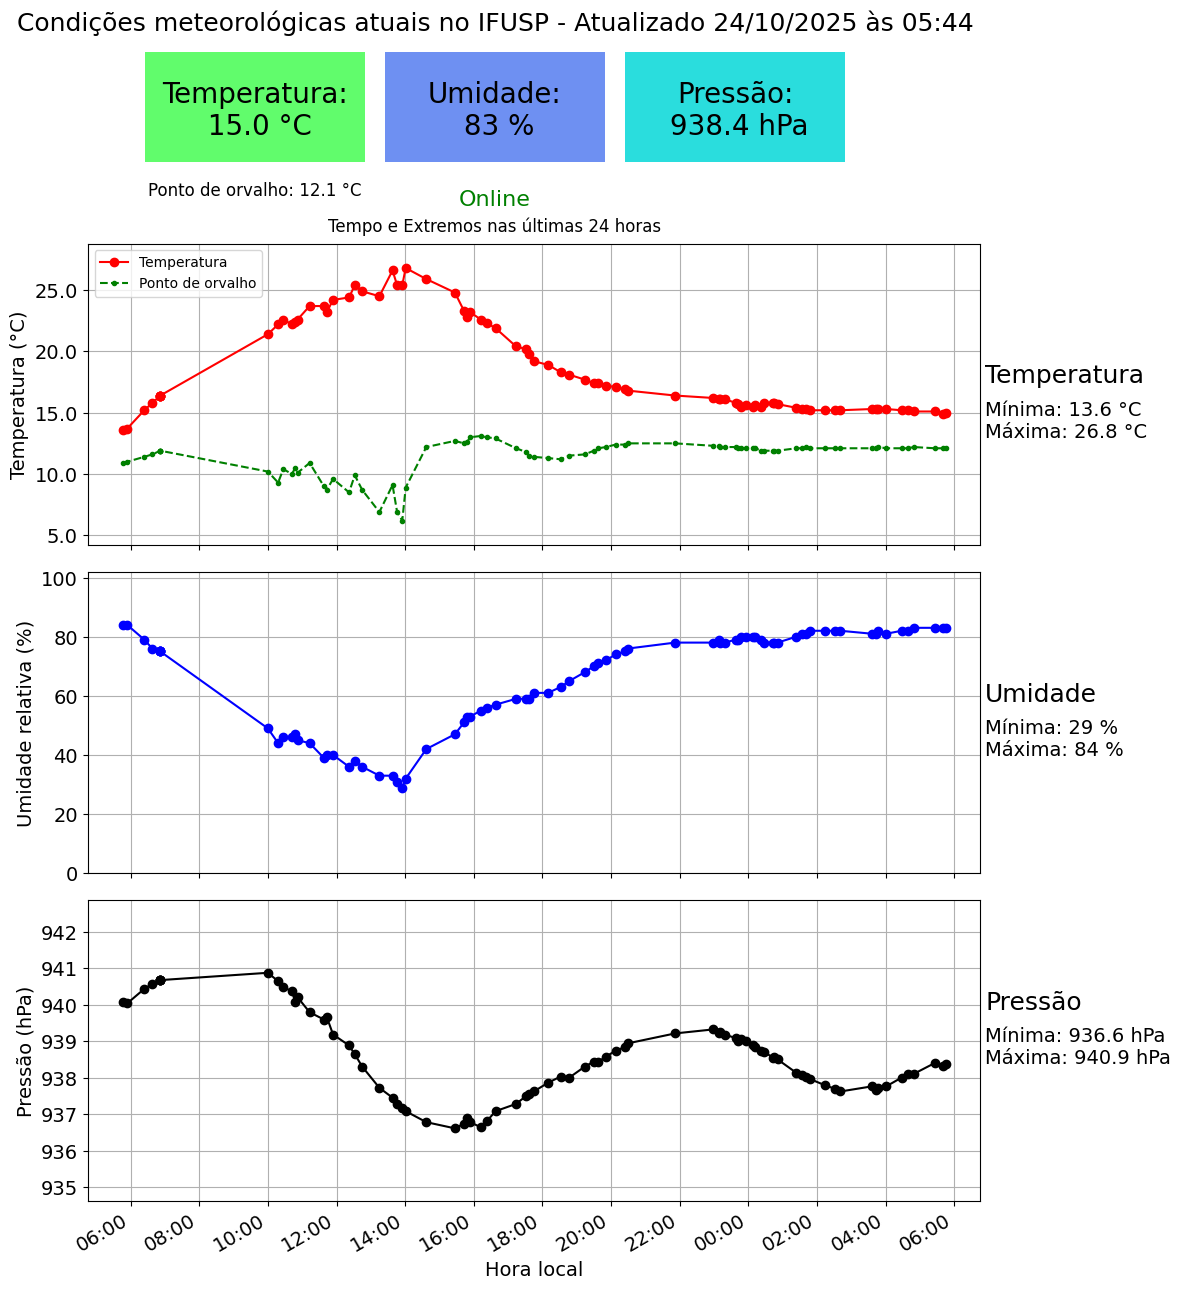 Condições meteorológicas atuais no IFUSP - Atualizado 24/10/2025 às 05:44
Temperatura:
15.0 °C
Umidade:
83 %
Pressão:
938.4 hPa
Ponto de orvalho: 12.1 °C
Online
Tempo e Extremos nas últimas 24 horas
Temperatura
Ponto de orvalho
Temperatura (°C)
25.0
20.0
15.0
10.0
5.0
Temperatura
Mínima: 13.6 °C
Máxima: 26.8 °C
Umidade relativa (%)
100
80
60
40
20
0
Umidade
Mínima: 29 %
Máxima: 84 %
Pressão (hPa)
942
941
940
939
938
937
936
935
Pressão
Mínima: 936.6 hPa
Máxima: 940.9 hPa
06:00 08:00 10:00 12:00 14:00 16:00 18:00 20:00 22:00 00:00 02:00 04:00 06:00
Hora local